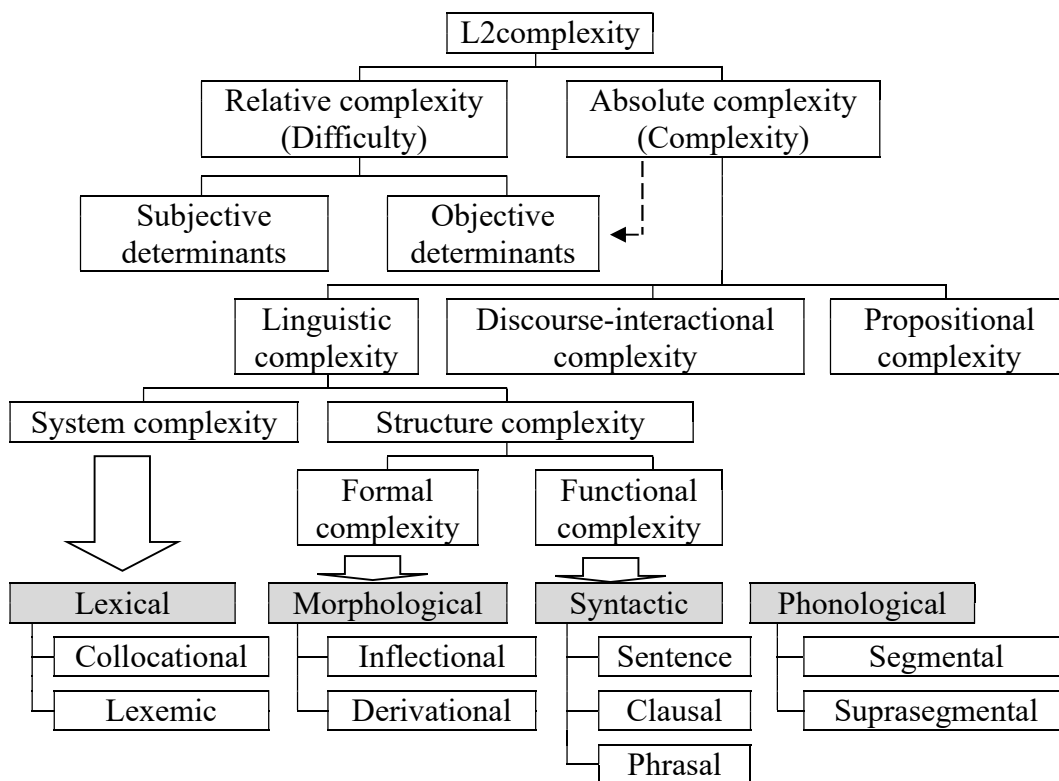 L2complexity
Relative complexity
(Difficulty)
Absolute complexity
(Complexity)
Subjective
determinants
Objective
determinants
Linguistic
complexity
Discourse-interactional
complexity
Propositional
complexity
System complexity
Structure complexity
Formal
complexity
Functional
complexity
Lexical
Morphological
Syntactic
Phonological
Collocational
Inflectional
Sentence
Segmental
Lexemic
Derivational
Clausal
Suprasegmental
Phrasal